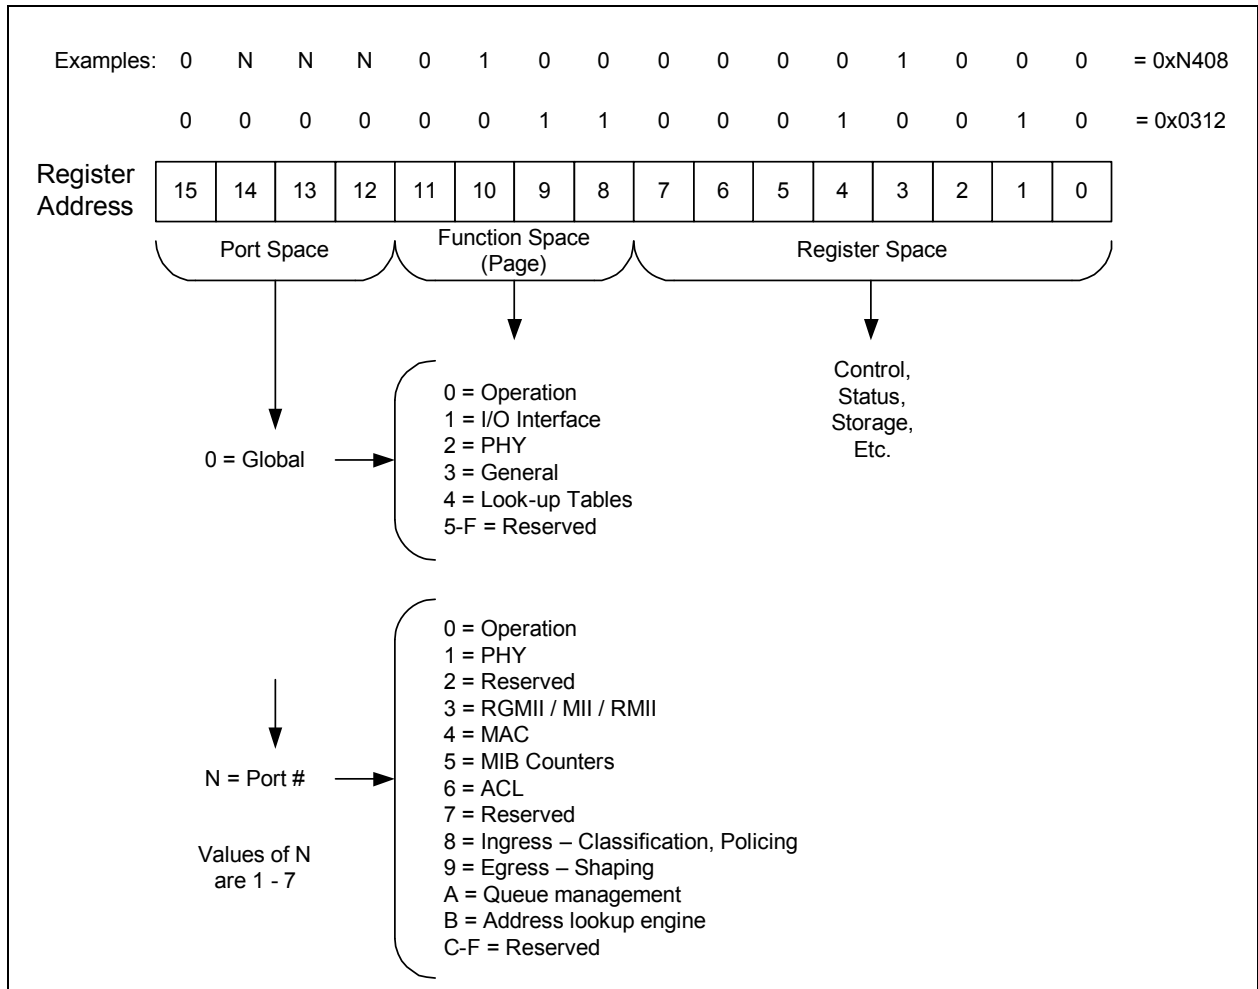 Examples: 0 N N N 0 1 0 0 0 0 0 0 1 0 0 0 = 0xN408
0 0 0 0 0 0 1 1 0 0 0 1 0 0 1 0 = 0x0312
Register
Address
15 14 13 12 11 10 9 8 7 6 5 4 3 2 1 0
Port Space
Function Space
(Page)
Register Space
0 = Global
0 = Operation
1 = I/O Interface
2 = PHY
3 = General
4 = Look-up Tables
5-F = Reserved
Control,
Status,
Storage,
Etc.
N = Port #
Values of N
are 1 - 7
0 = Operation
1 = PHY
2 = Reserved
3 = RGMII / MII / RMII
4 = MAC
5 = MIB Counters
6 = ACL
7 = Reserved
8 = Ingress – Classification, Policing
9 = Egress – Shaping
A = Queue management
B = Address lookup engine
C-F = Reserved